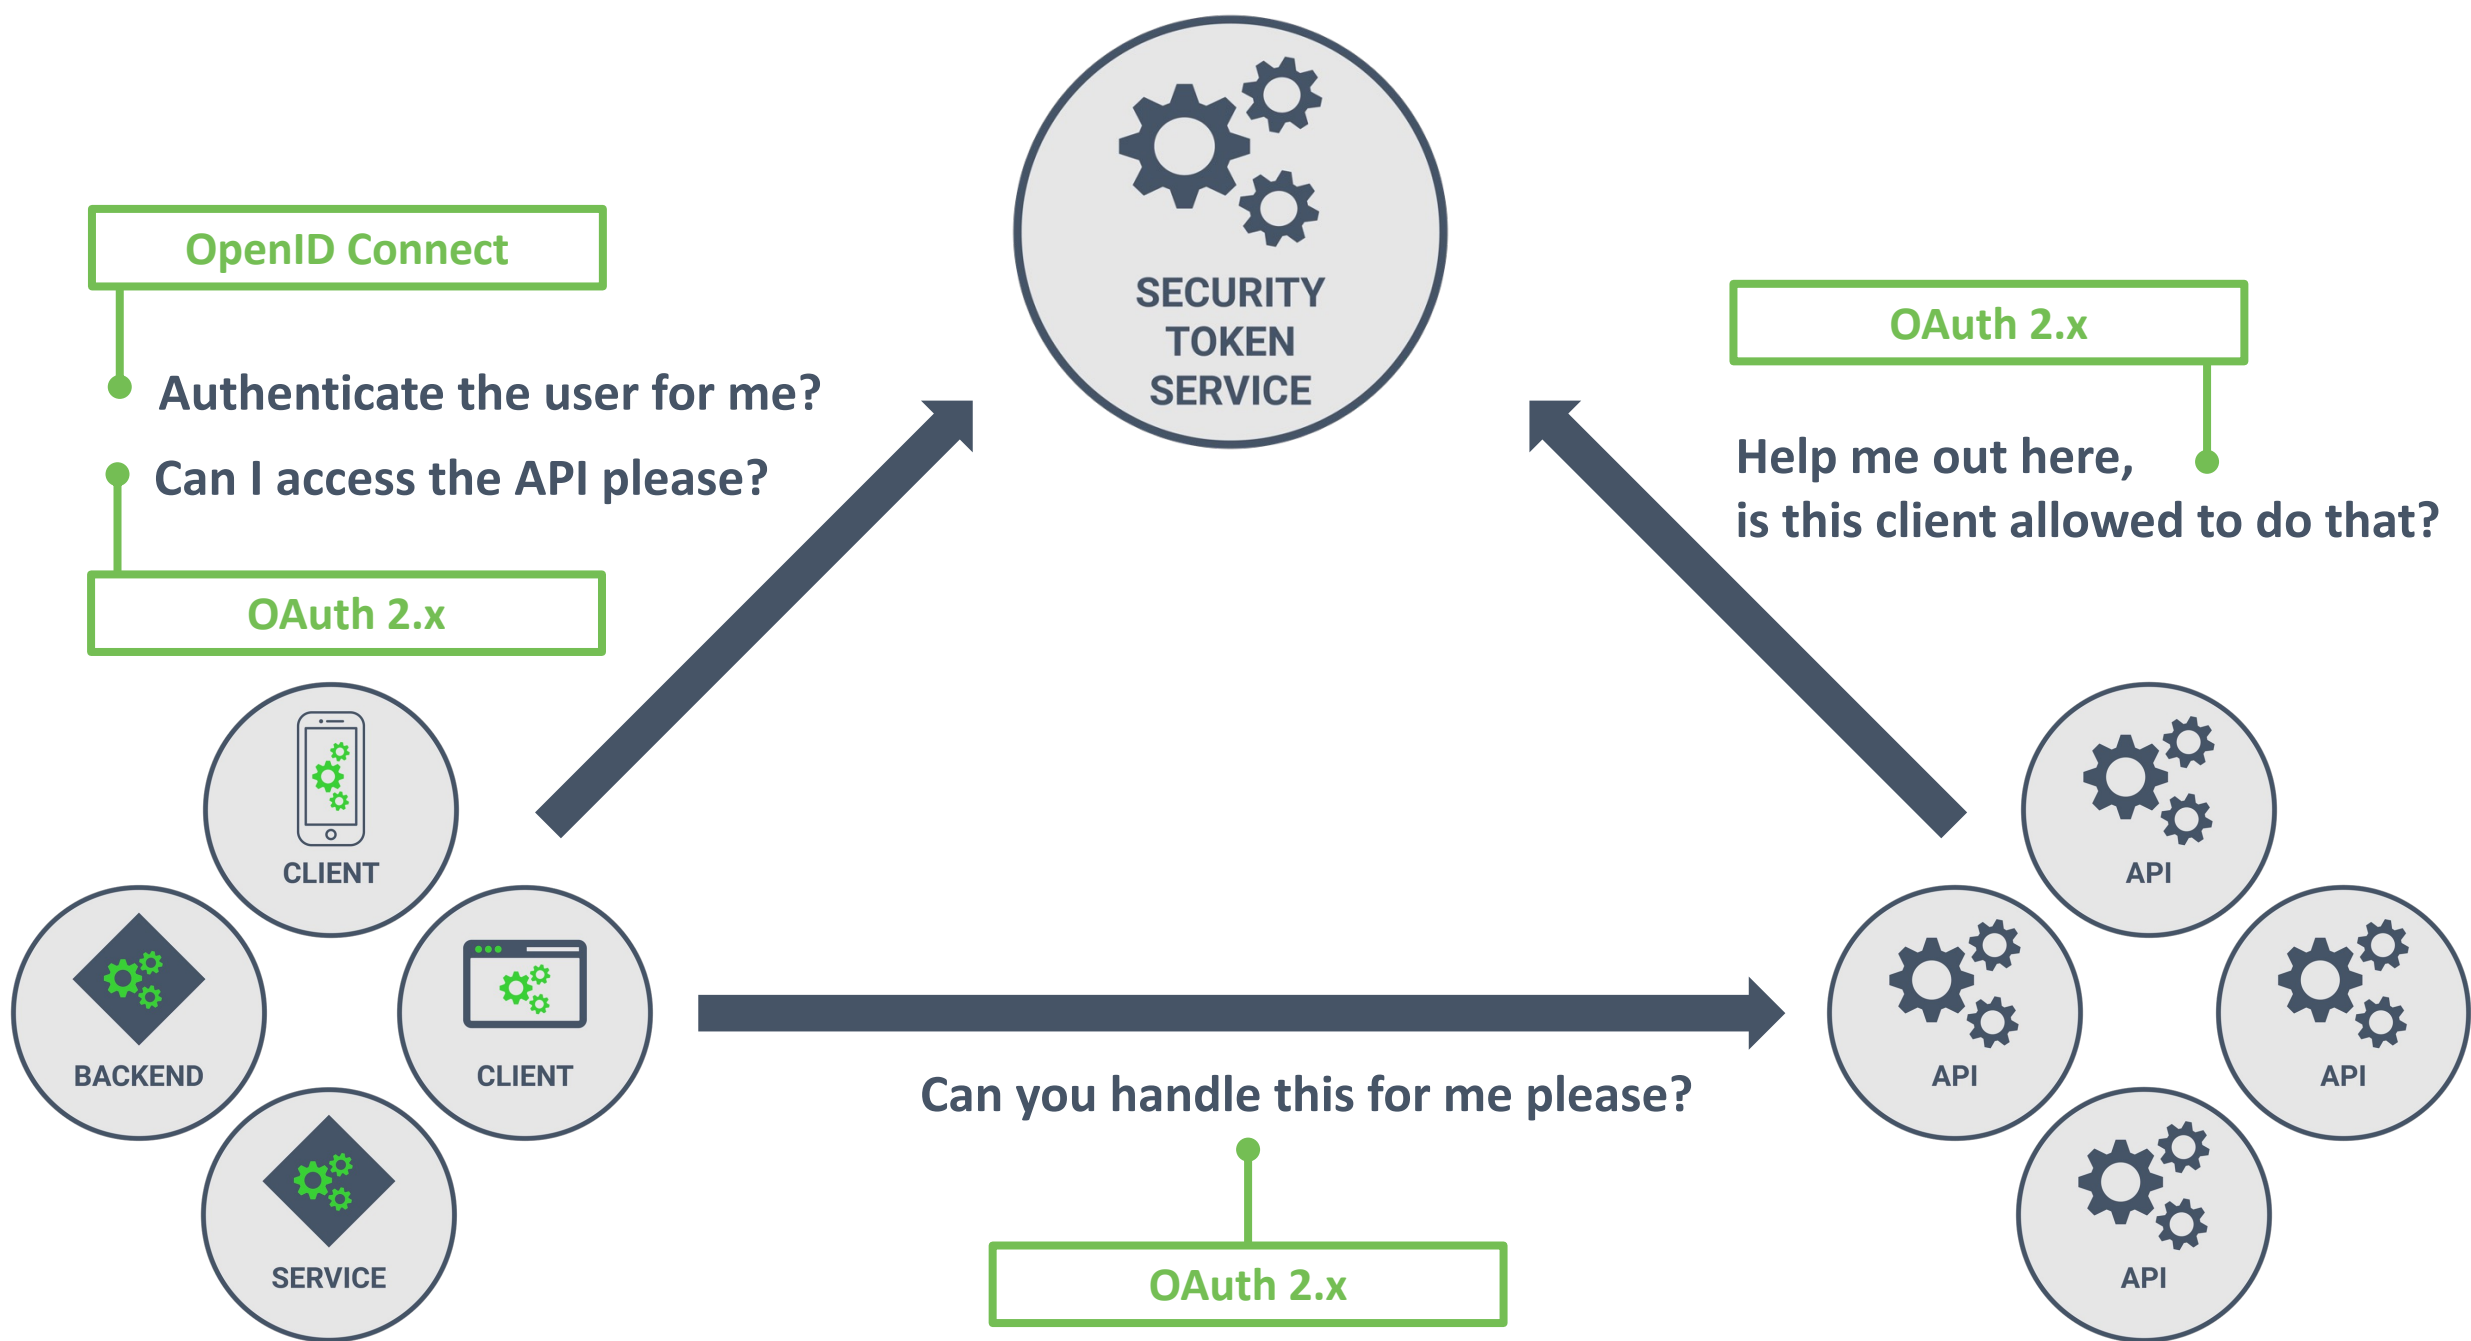 SECURITY
TOKEN
SERVICE
OpenID Connect
Authenticate the user for me?
Can I access the API please?
OAuth 2.x
OAuth 2.x
Help me out here,
is this client allowed to do that?
CLIENT
BACKEND
CLIENT
SERVICE
Can you handle this for me please?
OAuth 2.x
API
API
API
API